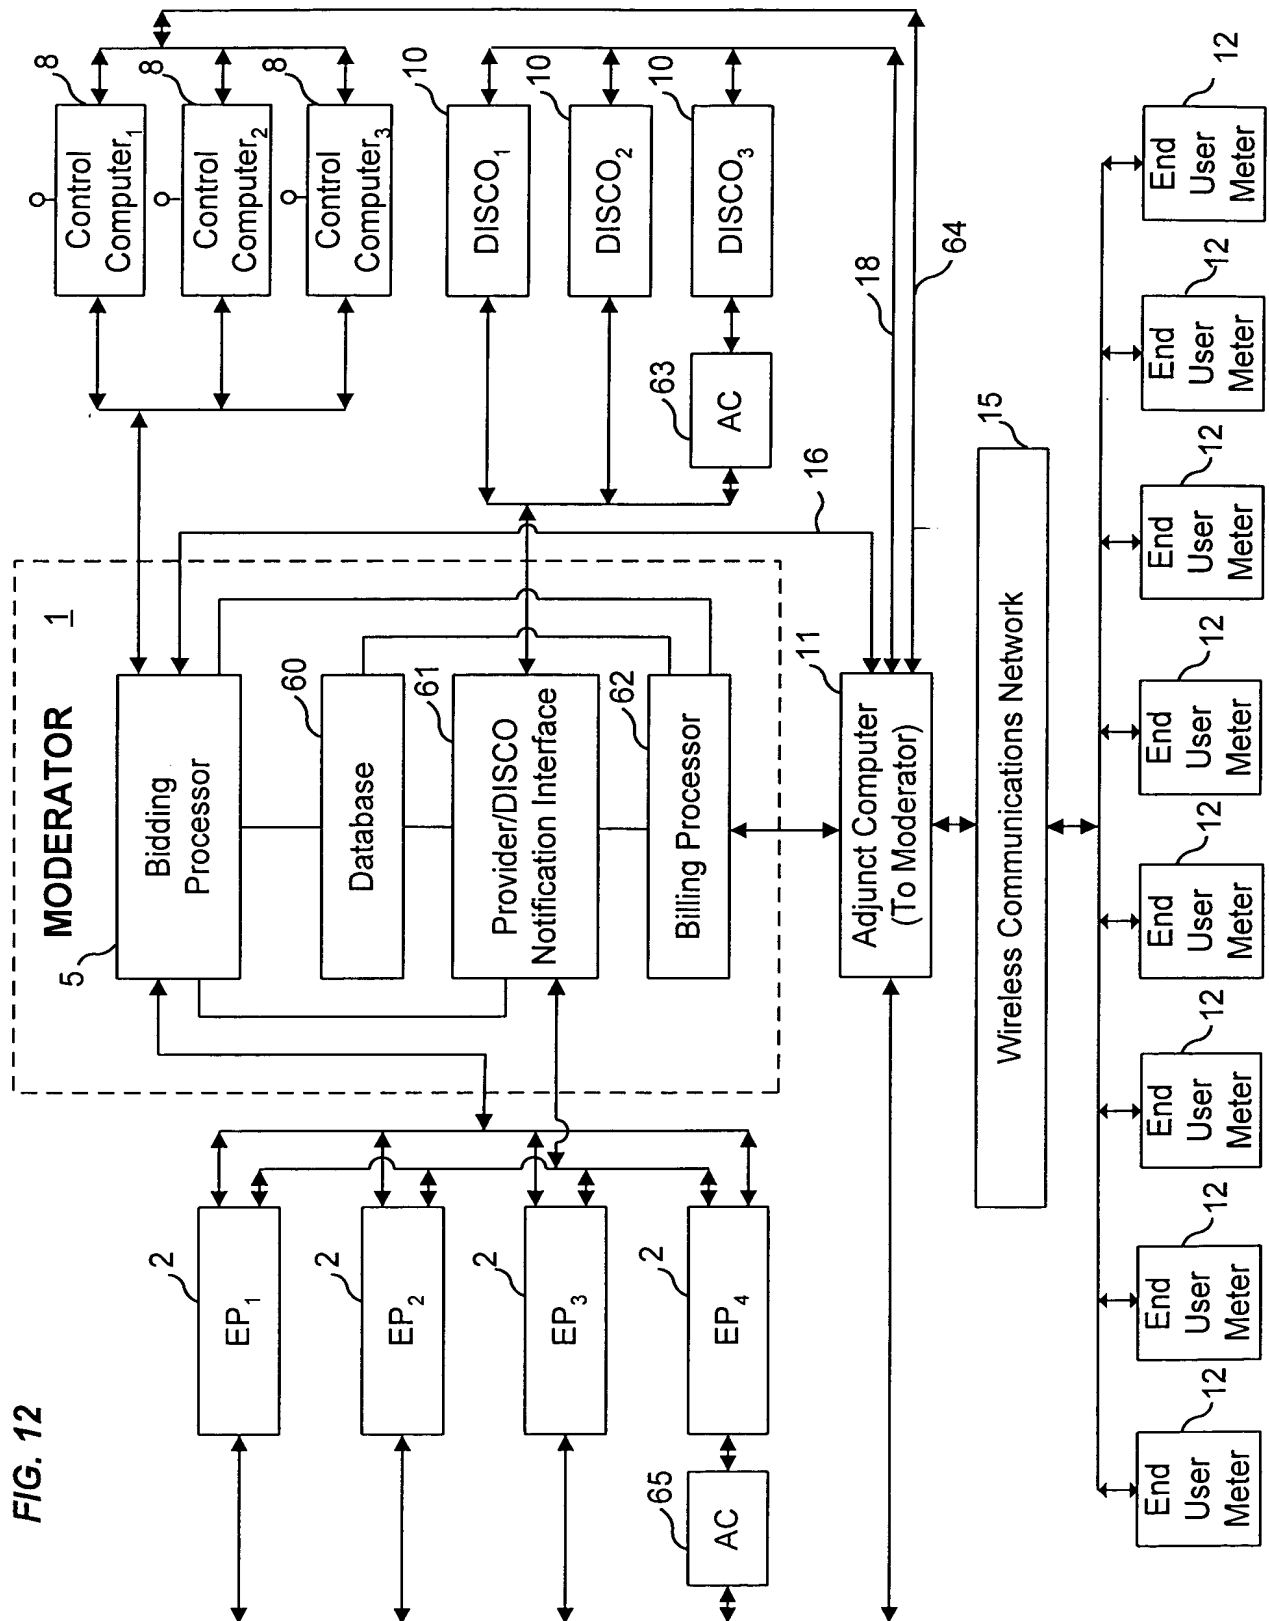 FIG. 12
MODERATOR
1
5
Bidding
Processor
60
Database
61
Provider/DISCO
Notification Interface
62
Billing Processor
2
EP1
2
EP2
2
EP3
2
EP4
65
AC
8
Control
Computer1
8
Control
Computer2
8
Control
Computer3
10
DISCO1
10
DISCO2
10
DISCO3
63
AC
16
18
64
11
Adjunct Computer
(To Moderator)
15
Wireless Communications Network
12
End
User
Meter
12
End
User
Meter
12
End
User
Meter
12
End
User
Meter
12
End
User
Meter
12
End
User
Meter
12
End
User
Meter
12
End
User
Meter